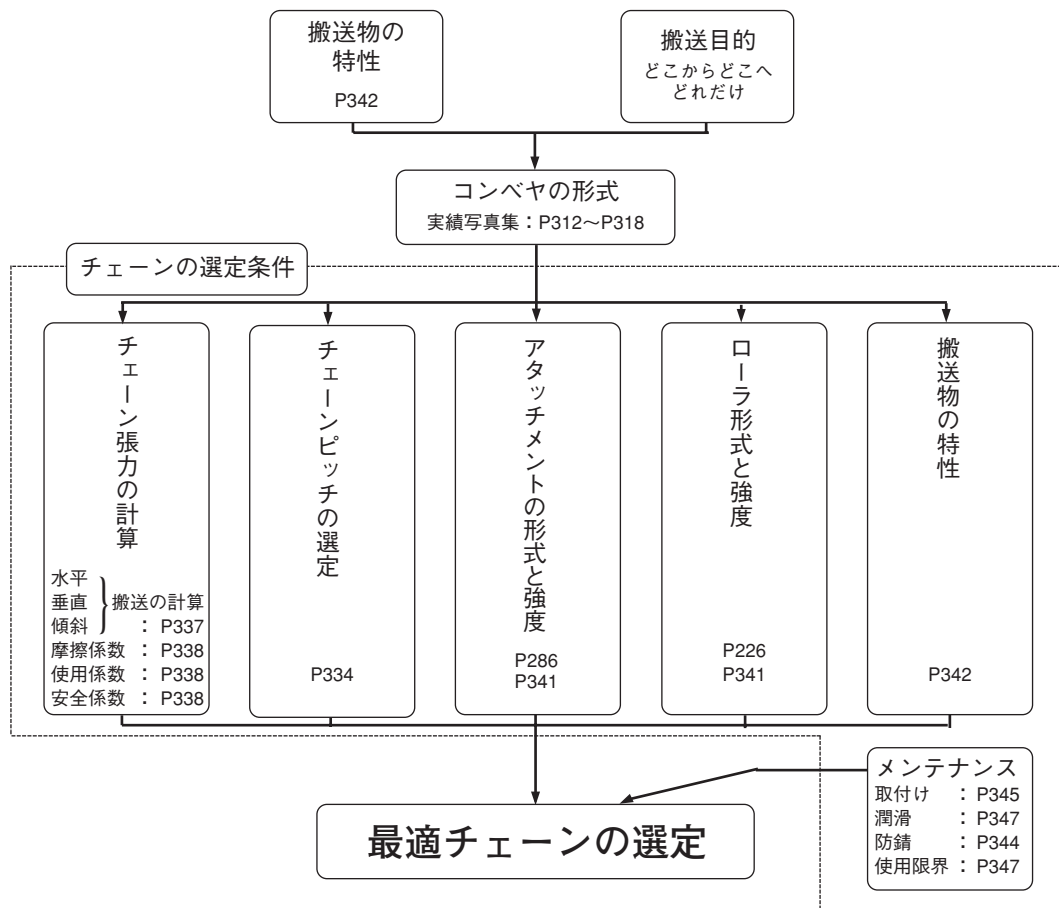 搬送物の
特性
P342
搬送目的
どこからどこへ
どれだけ
コンベヤの形式
実績写真集：P312～P318
チェーンの選定条件
チェーン張力の計算
水平
垂直
傾斜
搬送の計算
：P337
摩擦係数：P338
使用係数：P338
安全係数：P338
チェーンピッチの選定
P334
アタッチメントの形式と強度
P286
P341
ローラ形式と強度
P226
P341
搬送物の特性
P342
メンテナンス
取付け：P345
潤滑：P347
防錆：P344
使用限界：P347
最適チェーンの選定